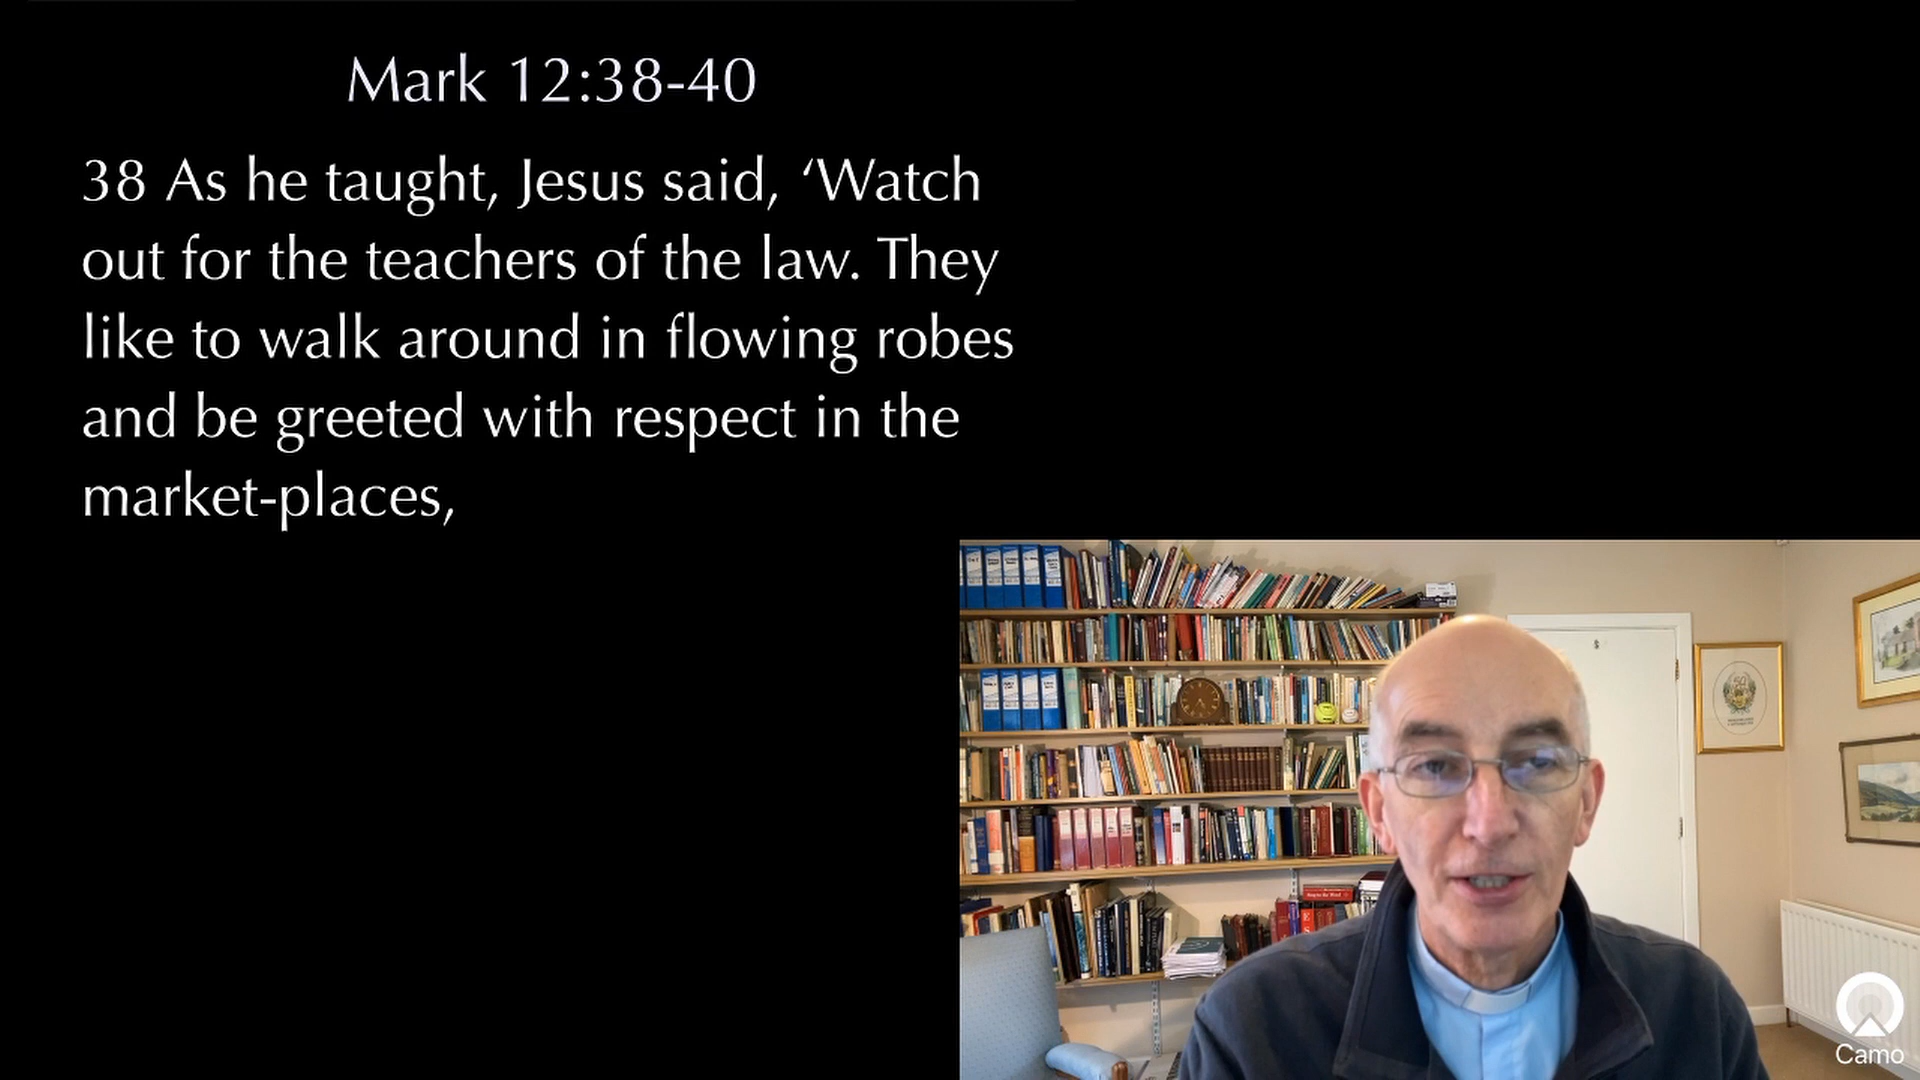 Mark 12:38-40
38 As he taught, Jesus said, ‘Watch
out for the teachers of the law. They
like to walk around in flowing robes
and be greeted with respect in the
market-places,
Camo